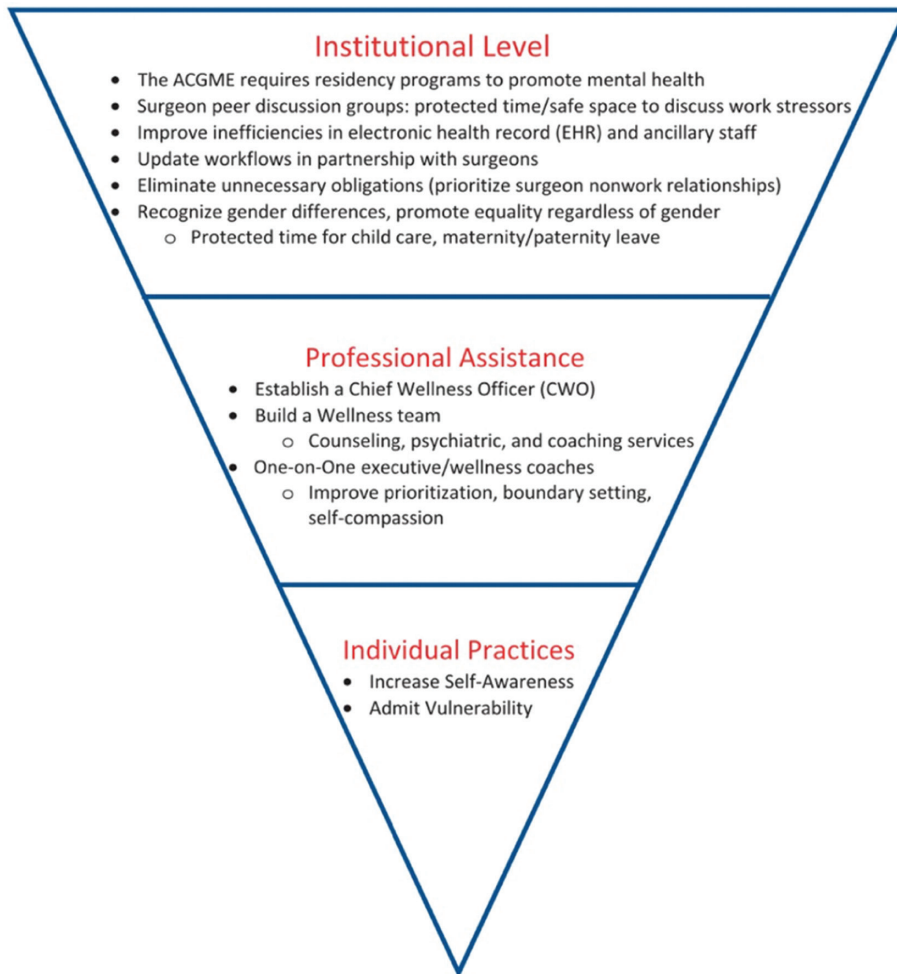 Institutional Level
• The ACGME requires residency programs to promote mental health
• Surgeon peer discussion groups: protected time/safe space to discuss work stressors
• Improve inefficiencies in electronic health record (EHR) and ancillary staff
• Update workflows in partnership with surgeons
• Eliminate unnecessary obligations (prioritize surgeon nonwork relationships)
• Recognize gender differences, promote equality regardless of gender
o Protected time for child care, maternity/paternity leave
Professional Assistance
• Establish a Chief Wellness Officer (CWO)
• Build a Wellness team
o Counseling, psychiatric, and coaching services
• One-on-One executive/wellness coaches
o Improve prioritization, boundary setting,
self-compassion
Individual Practices
• Increase Self-Awareness
• Admit Vulnerability